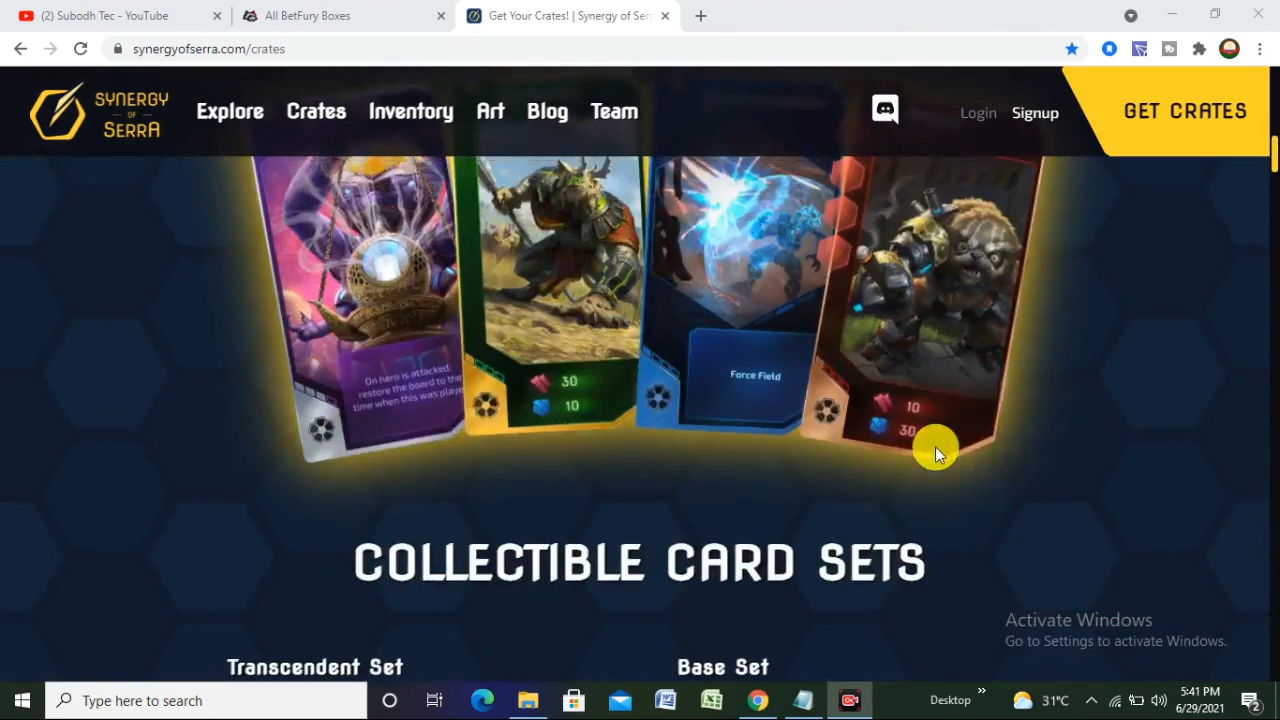 (2) Subodh Tec - YouTube
All BetFury Boxes
Get Your Crates! | Synergy of Ser
synergyofserra.com/crates
SYNERGY
OF
SERRA
Explore
Crates
Inventory
Art
Blog
Team
Login
Signup
GET CRATES
On hero is attacked,
restore the board to the
time when this was playe
30
10
Force Field
10
30
COLLECTIBLE CARD SETS
Transcendent Set
Base Set
Activate Windows
Go to Settings to activate Windows.
Type here to search
Desktop
31°C
5:41 PM
6/29/2021
2